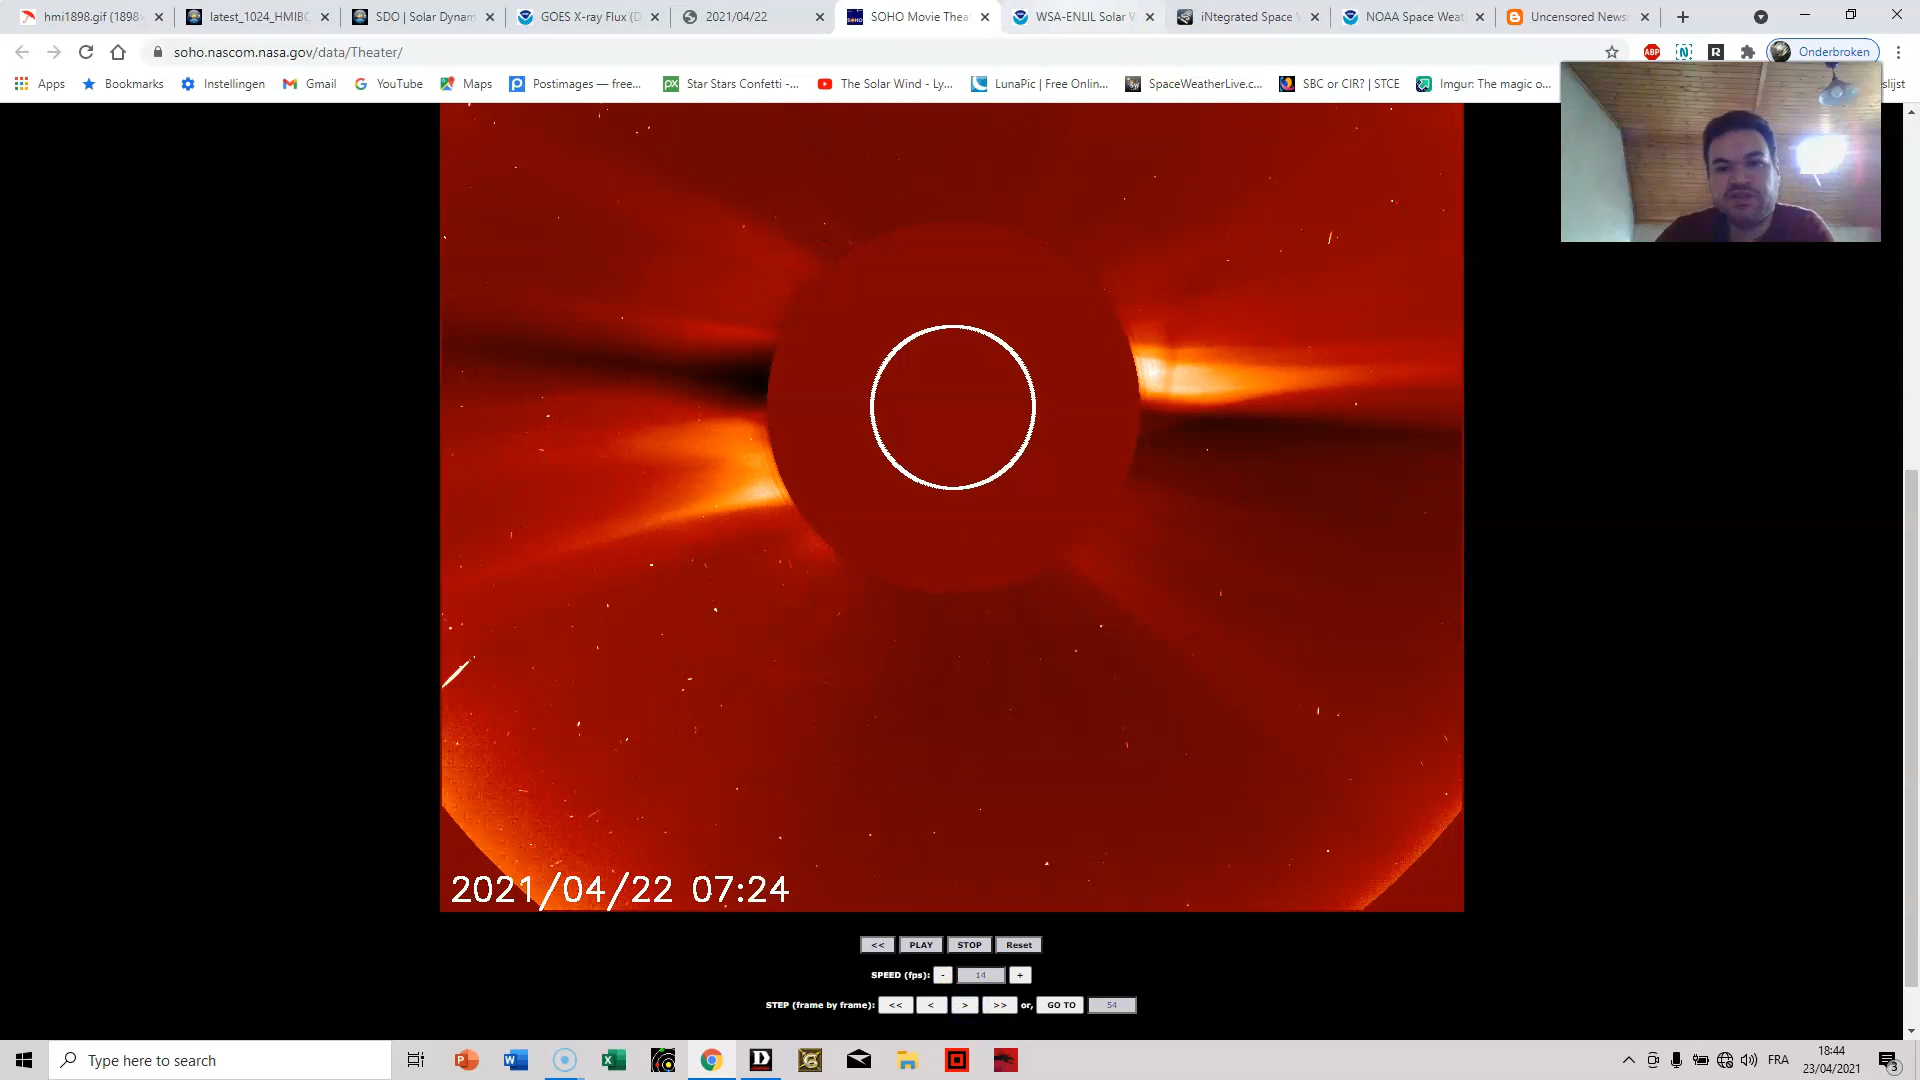 hmi1898.gif (1898×
latest_1024_HMIBC
SDO | Solar Dynam
GOES X-ray Flux (D
2021/04/22
SOHO Movie Thea
WSA-ENLIL Solar W
iNtegrated Space W
NOAA Space Weat
Uncensored News
soho.nascom.nasa.gov/data/Theater/
ABP
N
R
Onderbroken
Apps
Bookmarks
Instellingen
Gmail
YouTube
Maps
Postimages — free...
Star Stars Confetti -...
The Solar Wind - Ly...
LunaPic | Free Onlin...
SpaceWeatherLive.c...
SBC or CIR? | STCE
Imgur: The magic o...
eslijst
2021/04/22 07:24
<< PLAY STOP Reset
SPEED (fps): - 14 +
STEP (frame by frame): << < > >> or, GO TO 54
Type here to search
FRA
18:44
23/04/2021
3